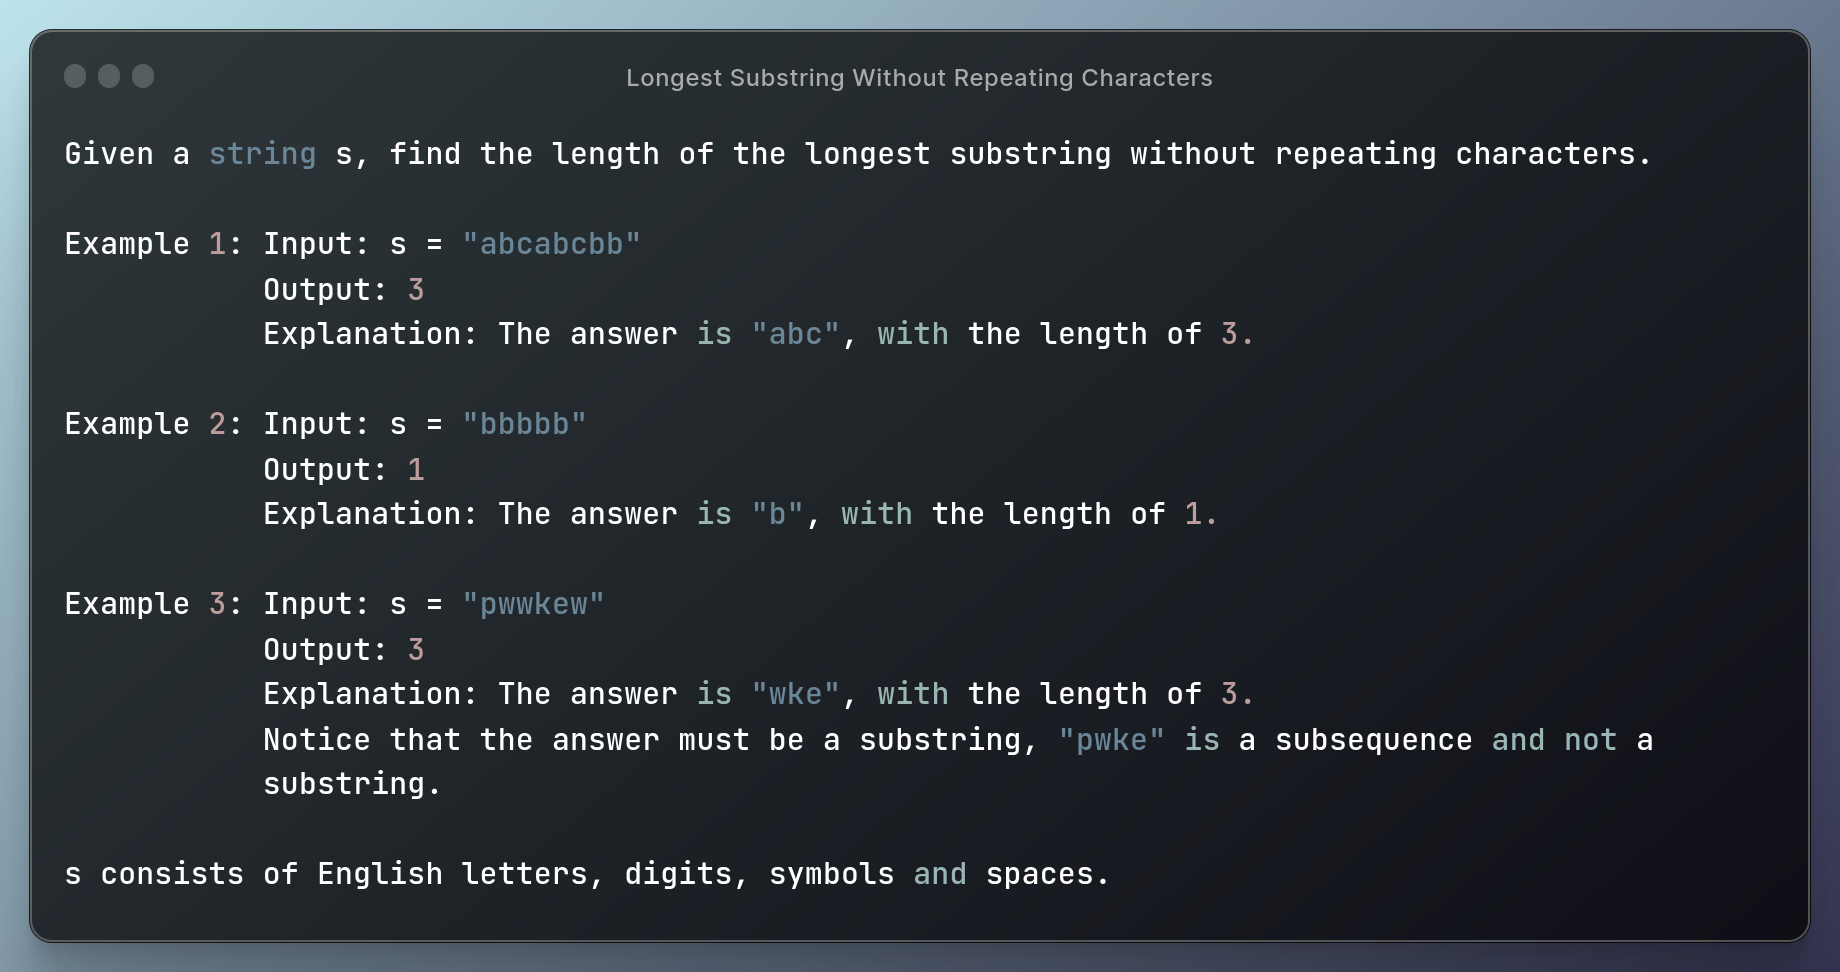 Longest Substring Without Repeating Characters
Given a string s, find the length of the longest substring without repeating characters.
Example 1: Input: s = "abcabcbb"
Output: 3
Explanation: The answer is "abc", with the length of 3.
Example 2: Input: s = "bbbbb"
Output: 1
Explanation: The answer is "b", with the length of 1.
Example 3: Input: s = "pwwkew"
Output: 3
Explanation: The answer is "wke", with the length of 3.
Notice that the answer must be a substring, "pwke" is a subsequence and not a
substring.
s consists of English letters, digits, symbols and spaces.